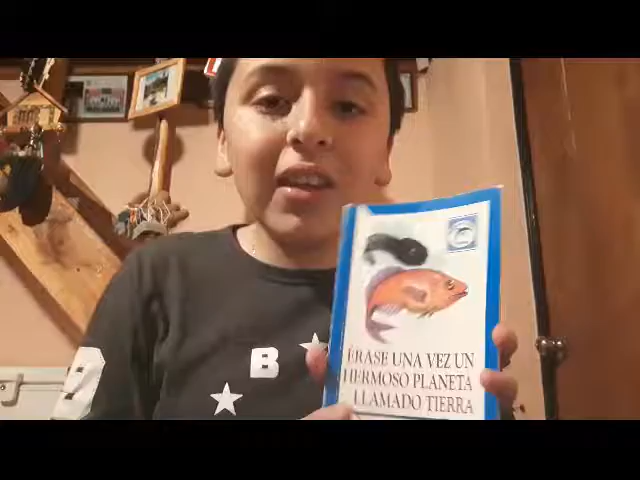 B
ÉRASE UNA VEZ UN
HERMOSO PLANETA
LLAMADO TIERRA